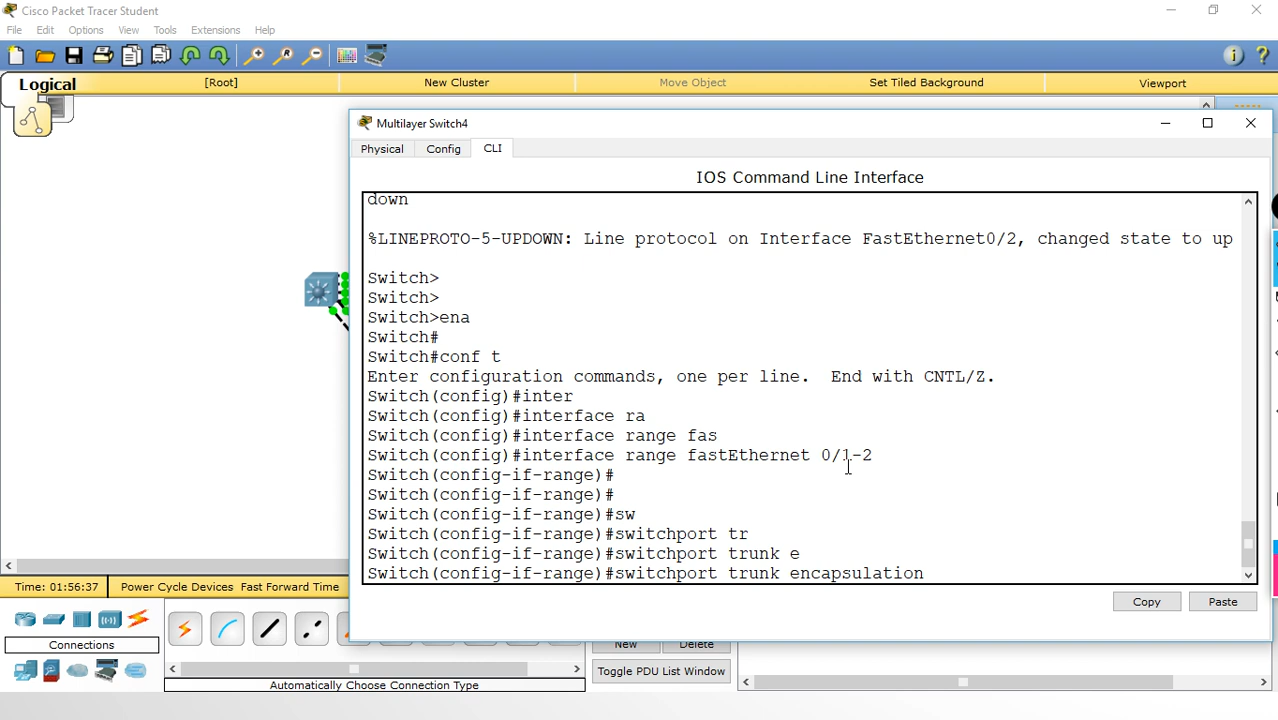 Cisco Packet Tracer Student
File Edit Options View Tools Extensions Help
Logical [Root] New Cluster Move Object Set Tiled Background Viewport
Multilayer Switch4
Physical Config CLI
IOS Command Line Interface
down
%LINEPROTO-5-UPDOWN: Line protocol on Interface FastEthernet0/2, changed state to up
Switch>
Switch>
Switch>ena
Switch#
Switch#conf t
Enter configuration commands, one per line.  End with CNTL/Z.
Switch(config)#inter
Switch(config)#interface ra
Switch(config)#interface range fas
Switch(config)#interface range fastEthernet 0/1-2
Switch(config-if-range)#
Switch(config-if-range)#
Switch(config-if-range)#sw
Switch(config-if-range)#switchport tr
Switch(config-if-range)#switchport trunk e
Switch(config-if-range)#switchport trunk encapsulation
Copy Paste
Time: 01:56:37 Power Cycle Devices Fast Forward Time
Connections
New Delete
Toggle PDU List Window
Automatically Choose Connection Type